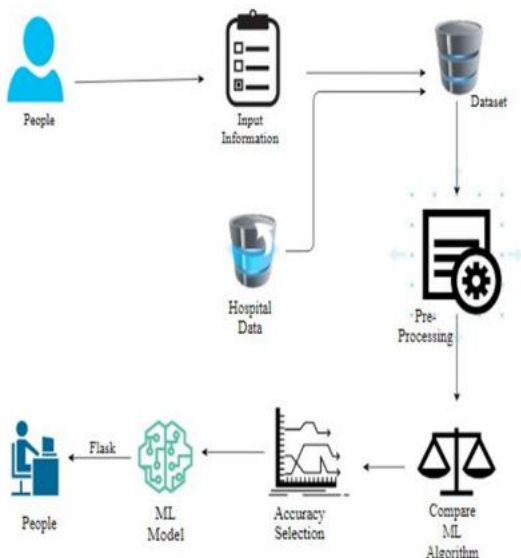 People
Input
Information
Dataset
Hospital
Data
Pre-
Processing
Flask
People
ML
Model
Accuracy
Selection
Compare
ML
Algorithm